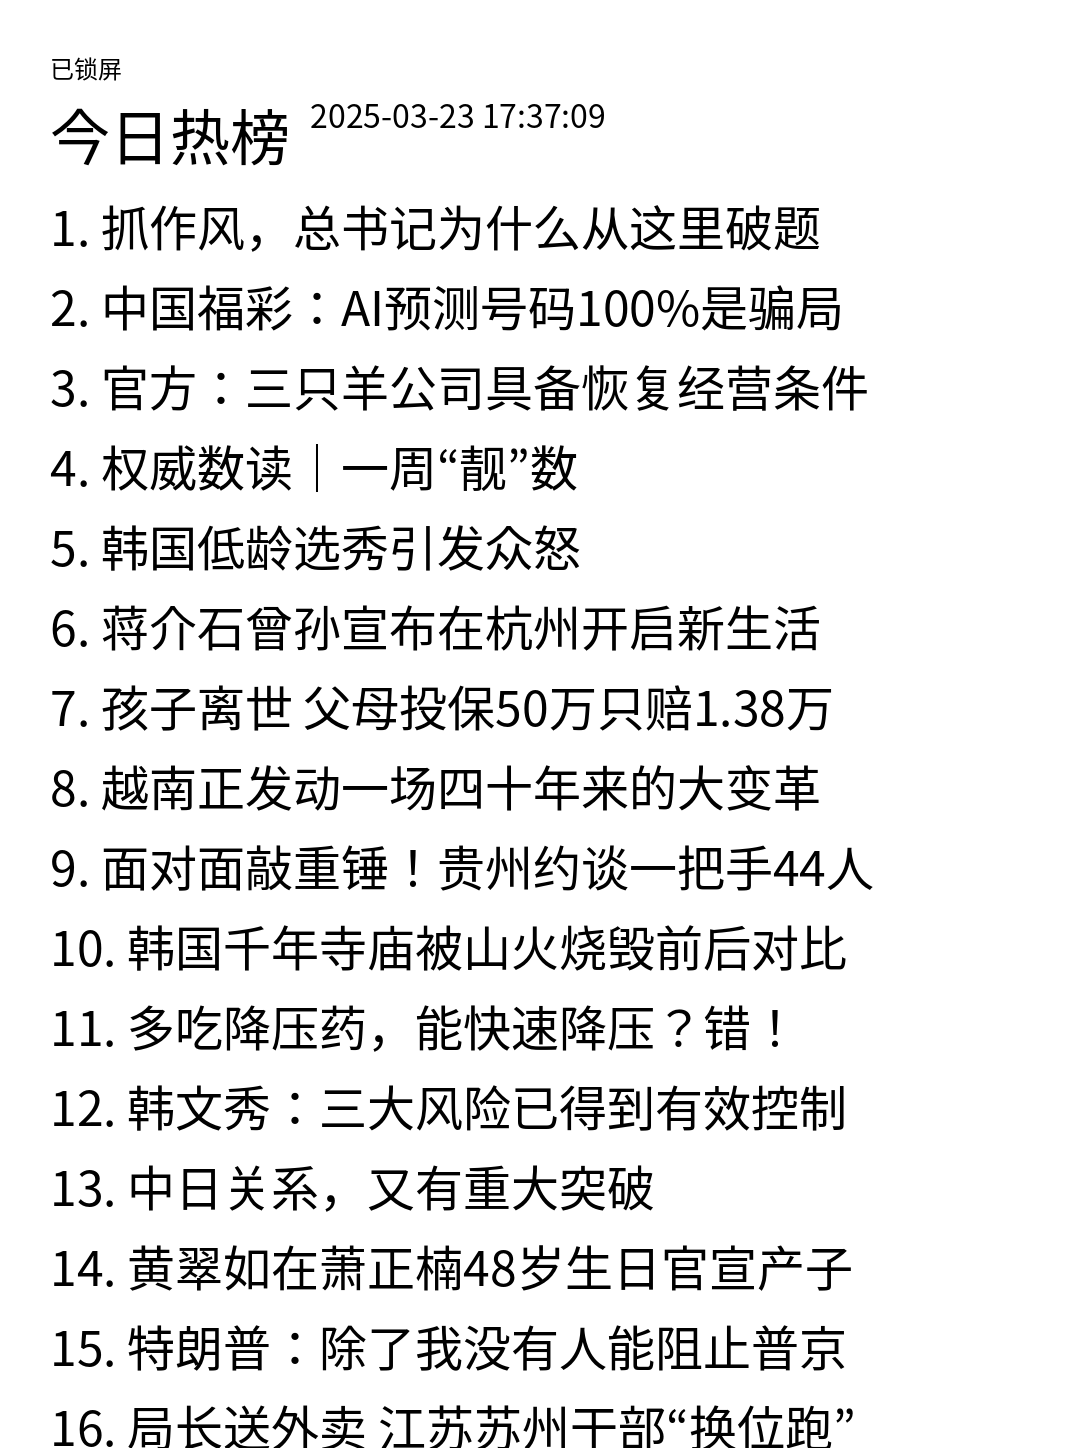 已锁屏
今日热榜 2025-03-23 17:37:09
1. 抓作风，总书记为什么从这里破题
2. 中国福彩：AI预测号码100%是骗局
3. 官方：三只羊公司具备恢复经营条件
4. 权威数读｜一周“靓”数
5. 韩国低龄选秀引发众怒
6. 蒋介石曾孙宣布在杭州开启新生活
7. 孩子离世 父母投保50万只赔1.38万
8. 越南正发动一场四十年来的大变革
9. 面对面敲重锤！贵州约谈一把手44人
10. 韩国千年寺庙被山火烧毁前后对比
11. 多吃降压药，能快速降压？错！
12. 韩文秀：三大风险已得到有效控制
13. 中日关系，又有重大突破
14. 黄翠如在萧正楠48岁生日官宣产子
15. 特朗普：除了我没有人能阻止普京
16. 局长送外卖 江苏苏州干部“换位跑”